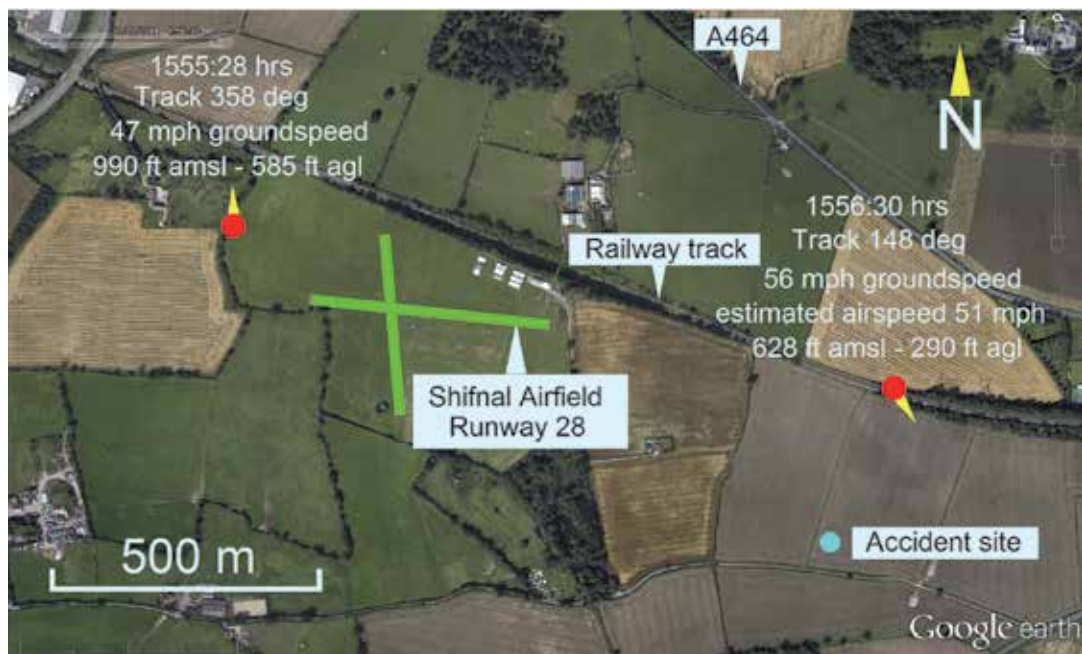 A464
1555:28 hrs
Track 358 deg
47 mph groundspeed
990 ft amsl - 585 ft agl
N
1556:30 hrs
Track 148 deg
56 mph groundspeed
estimated airspeed 51 mph
628 ft amsl - 290 ft agl
Railway track
Shifnal Airfield
Runway 28
500 m
Accident site
Google earth